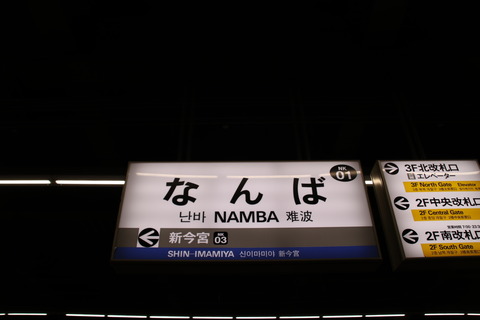 NK
01
なんば
난바 NAMBA 难波
新今宮 NK 03
SHIN-IMAMIYA 신이마미야 新今宮
3F北改札口
エレベーター
3F North Gate Elevator
2F中央改札口
2F Central Gate
2F南改札口
2F South Gate